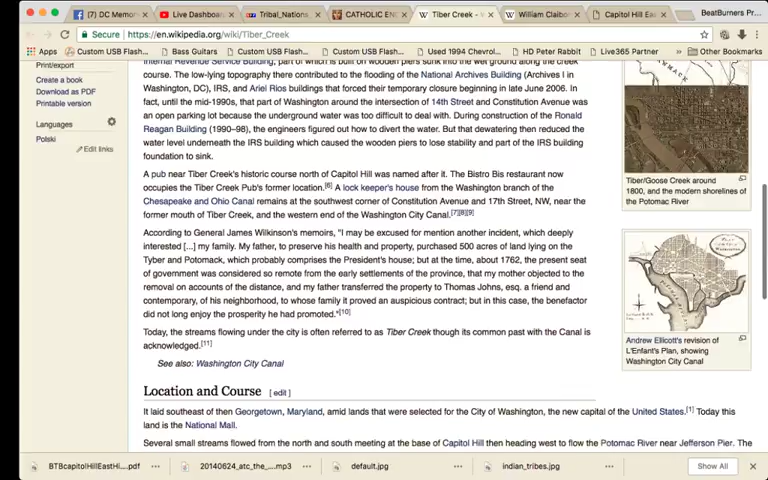 (7) DC Memor
Live Dashboar
Tribal_Nations
CATHOLIC EN
Tiber Creek -
William Claibo
Capitol Hill Eas
BeatBurners Pr...
Secure
https://en.wikipedia.org/wiki/Tiber_Creek
Apps
Custom USB Flash...
Bass Guitars
Custom USB Flash...
Custom USB Flash...
Used 1994 Chevrol...
HD Peter Rabbit
Live365 Partner
»
Other Bookmarks
Print/export
Create a book
Download as PDF
Printable version
Languages
Polski
Edit links
Internal Revenue Service Building, part of which is built on wooden piers sunk into the wet ground along the creek
course. The low-lying topography there contributed to the flooding of the National Archives Building (Archives I in
Washington, DC), IRS, and Ariel Rios buildings that forced their temporary closure beginning in late June 2006. In
fact, until the mid-1990s, that part of Washington around the intersection of 14th Street and Constitution Avenue was
an open parking lot because the underground water was too difficult to deal with. During construction of the Ronald
Reagan Building (1990–98), the engineers figured out how to divert the water. But that dewatering then reduced the
water level underneath the IRS building which caused the wooden piers to lose stability and part of the IRS building
foundation to sink.
A pub near Tiber Creek's historic course north of Capitol Hill was named after it. The Bistro Bis restaurant now
occupies the Tiber Creek Pub's former location.[6] A lock keeper's house from the Washington branch of the
Chesapeake and Ohio Canal remains at the southwest corner of Constitution Avenue and 17th Street, NW, near the
former mouth of Tiber Creek, and the western end of the Washington City Canal.[7][8][9]
According to General James Wilkinson's memoirs, "I may be excused for mention another incident, which deeply
interested [...] my family. My father, to preserve his health and property, purchased 500 acres of land lying on the
Tyber and Potomack, which probably comprises the President's house; but at the time, about 1762, the present seat
of government was considered so remote from the early settlements of the province, that my mother objected to the
removal on accounts of the distance, and my father transferred the property to Thomas Johns, esq. a friend and
contemporary, of his neighborhood, to whose family it proved an auspicious contract; but in this case, the benefactor
did not long enjoy the prosperity he had promoted."[10]
Today, the streams flowing under the city is often referred to as Tiber Creek though its common past with the Canal is
acknowledged.[11]
See also: Washington City Canal
Location and Course [ edit ]
It laid southeast of then Georgetown, Maryland, amid lands that were selected for the City of Washington, the new capital of the United States.[1] Today this
land is the National Mall.
Several small streams flowed from the north and south meeting at the base of Capitol Hill then heading west to flow the Potomac River near Jefferson Pier. The
Tiber/Goose Creek around
1800, and the modern shorelines of
the Potomac River
Andrew Ellicott's revision of
L'Enfant's Plan, showing
Washington City Canal
BTBcapitolHillEastHi....pdf
20140624_atc_the_....mp3
default.jpg
indian_tribes.jpg
Show All